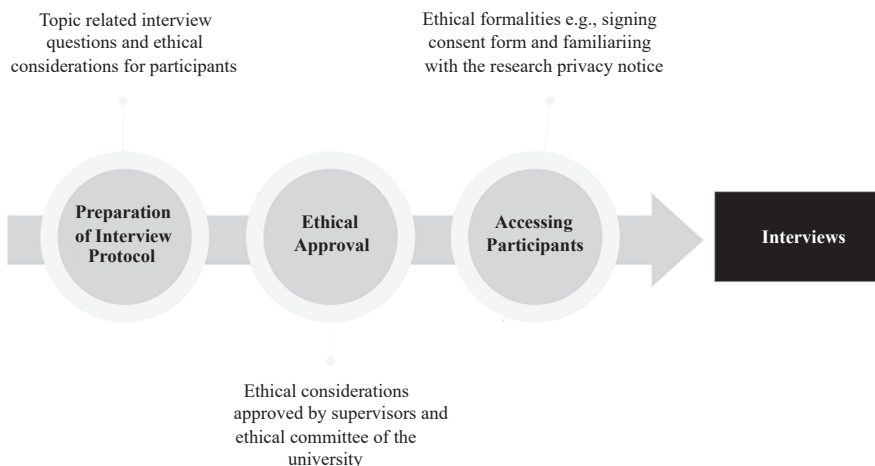 Topic related interview
questions and ethical
considerations for participants
Ethical formalities e.g., signing
consent form and familiariing
with the research privacy notice
Preparation
of Interview
Protocol
Ethical
Approval
Accessing
Participants
Interviews
Ethical considerations
approved by supervisors and
ethical committee of the
university